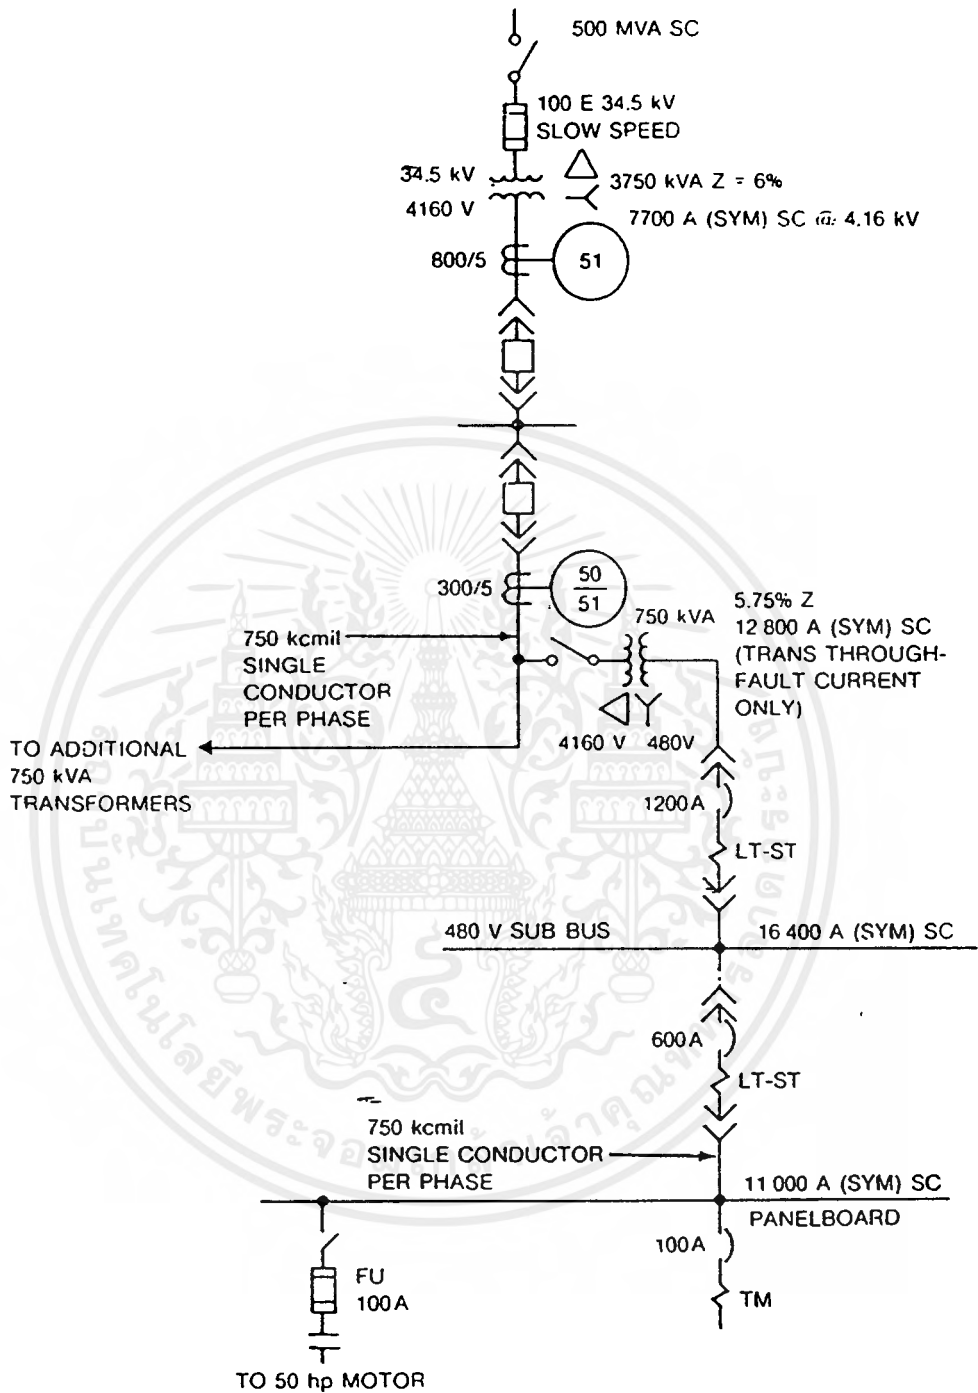 500 MVA SC
100 E 34.5 kV
SLOW SPEED
34.5 kV
4160 V
3750 kVA Z = 6%
7700 A (SYM) SC @ 4.16 kV
800/5
51
300/5
50
51
750 kcmil
SINGLE
CONDUCTOR
PER PHASE
750 kVA
5.75% Z
12 800 A (SYM) SC
(TRANS THROUGH-
FAULT CURRENT
ONLY)
4160 V
480V
TO ADDITIONAL
750 kVA
TRANSFORMERS
1200A
LT-ST
480 V SUB BUS
16 400 A (SYM) SC
600A
LT-ST
750 kcmil
SINGLE CONDUCTOR
PER PHASE
11 000 A (SYM) SC
PANELBOARD
100A
TM
FU
100A
TO 50 hp MOTOR